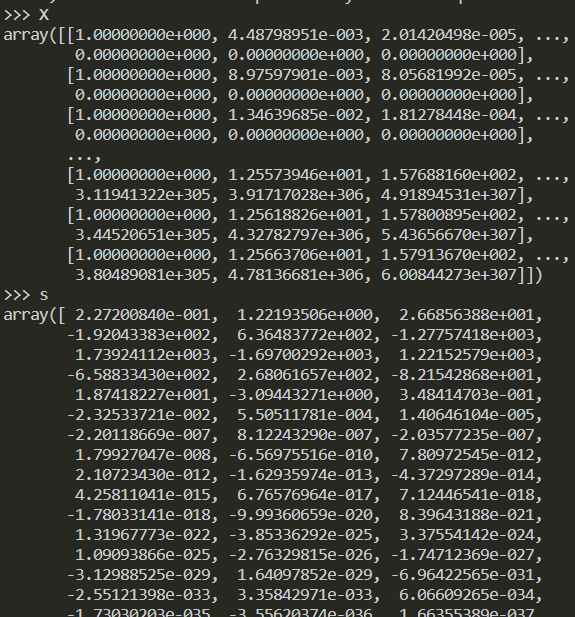 >>> X
array([[1.00000000e+000, 4.48798951e-003, 2.01420498e-005, ...,
0.00000000e+000, 0.00000000e+000, 0.00000000e+000],
[1.00000000e+000, 8.97597901e-003, 8.05681992e-005, ...,
0.00000000e+000, 0.00000000e+000, 0.00000000e+000],
[1.00000000e+000, 1.34639685e-002, 1.81278448e-004, ...,
0.00000000e+000, 0.00000000e+000, 0.00000000e+000],
...,
[1.00000000e+000, 1.25573946e+001, 1.57688160e+002, ...,
3.11941322e+305, 3.91717028e+306, 4.91894531e+307],
[1.00000000e+000, 1.25618826e+001, 1.57800895e+002, ...,
3.44520651e+305, 4.32782797e+306, 5.43656670e+307],
[1.00000000e+000, 1.25663706e+001, 1.57913670e+002, ...,
3.80489081e+305, 4.78136681e+306, 6.00844273e+307]])
>>> s
array([ 2.27200840e-001, 1.22193506e+000, 2.66856388e+001,
-1.92043383e+002, 6.36483772e+002, -1.27757418e+003,
1.73924112e+003, -1.69700292e+003, 1.22152579e+003,
-6.58833430e+002, 2.68061657e+002, -8.21542868e+001,
1.87418227e+001, -3.09443271e+000, 3.48414703e-001,
-2.32533721e-002, 5.50511781e-004, 1.40646104e-005,
-2.20118669e-007, 8.12243290e-007, -2.03577235e-007,
1.79927047e-008, -6.56975516e-010, 7.80972545e-012,
2.10723430e-012, -1.62935974e-013, -4.37297289e-014,
4.25811041e-015, 6.76576964e-017, 7.12446541e-018,
-1.78033141e-018, -9.99360659e-020, 8.39643188e-021,
1.31967773e-022, -3.85336292e-025, 3.37554142e-024,
1.09093866e-025, -2.76329815e-026, -1.74712369e-027,
-3.12988525e-029, 1.64097829e-029, -6.96422565e-031,
-2.55121398e-033, 3.35842971e-033, 6.06609265e-034,
-1.73030203e-035, -3.55620374e-036, 1.66355389e-037,